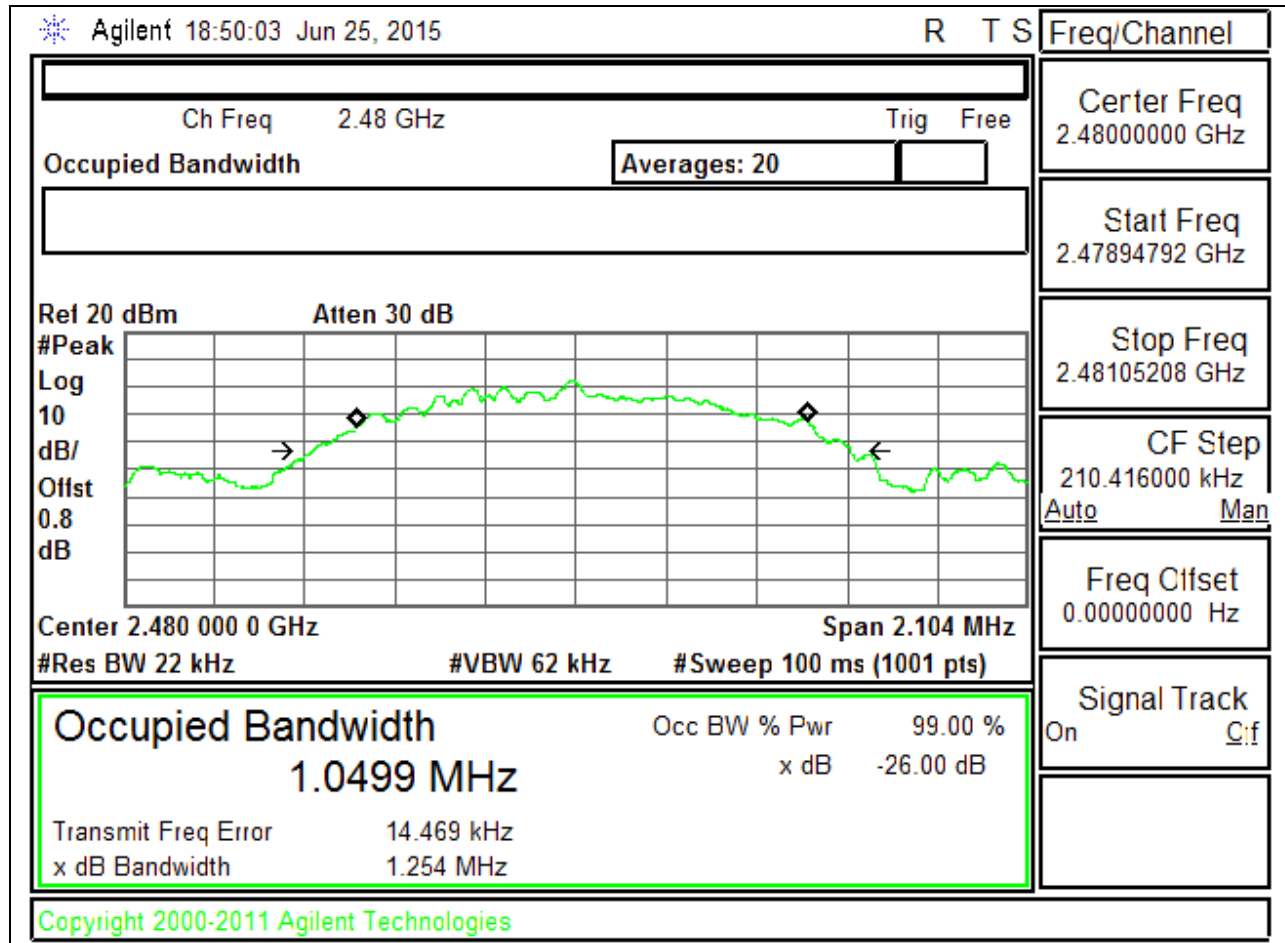 Agilent 18:50:03 Jun 25, 2015 R T S
Ch Freq 2.48 GHz Trig Free
Occupied Bandwidth Averages: 20
Ref 20 dBm Atten 30 dB
#Peak
Log
10
dB/
Offst
0.8
dB
Center 2.480 000 0 GHz Span 2.104 MHz
#Res BW 22 kHz #VBW 62 kHz #Sweep 100 ms (1001 pts)
Occupied Bandwidth Occ BW % Pwr 99.00 %
1.0499 MHz x dB -26.00 dB
Transmit Freq Error 14.469 kHz
x dB Bandwidth 1.254 MHz
Copyright 2000-2011 Agilent Technologies
Freq/Channel
Center Freq
2.48000000 GHz
Start Freq
2.47894792 GHz
Stop Freq
2.48105208 GHz
CF Step
210.416000 kHz
Auto Man
Freq Offset
0.00000000 Hz
Signal Track
On Off